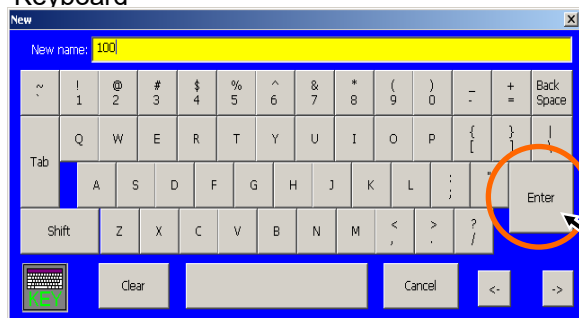 Keyboard
New
New name: 100
~ ! @ # $ % ^ & * ( ) _ + Back
` 1 2 3 4 5 6 7 8 9 0 - = Space
Tab Q W E R T Y U I O P { [ } ] | \
A S D F G H J K L : ; " Enter
Shift Z X C V B N M < , > . ? /
KEY Clear Cancel <- ->